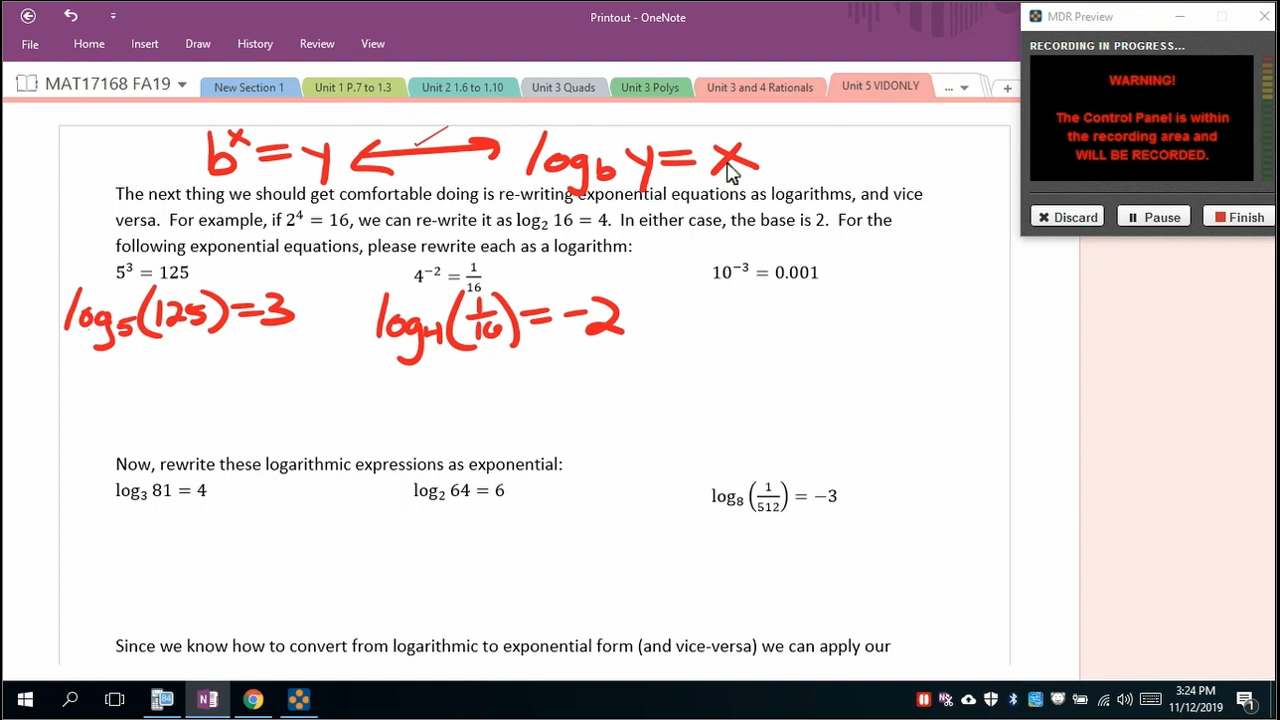 Printout - OneNote
MDR Preview
File Home Insert Draw History Review View
RECORDING IN PROGRESS...
WARNING!
The Control Panel is within
the recording area and
WILL BE RECORDED.
Discard Pause Finish
MAT17168 FA19 New Section 1 Unit 1 P.7 to 1.3 Unit 2 1.6 to 1.10 Unit 3 Quads Unit 3 Polys Unit 3 and 4 Rationals Unit 5 VIDONLY ... +
b^x = y ⟷ log_b y = x
The next thing we should get comfortable doing is re-writing exponential equations as logarithms, and vice
versa. For example, if 2^4 = 16, we can re-write it as log_2 16 = 4. In either case, the base is 2. For the
following exponential equations, please rewrite each as a logarithm:
5^3 = 125 4^−2 = 1/16 10^−3 = 0.001
log_5(125)=3 log_4(1/16) = -2
Now, rewrite these logarithmic expressions as exponential:
log_3 81 = 4 log_2 64 = 6 log_8 (1/512) = −3
Since we know how to convert from logarithmic to exponential form (and vice-versa) we can apply our
3:24 PM
11/12/2019
1